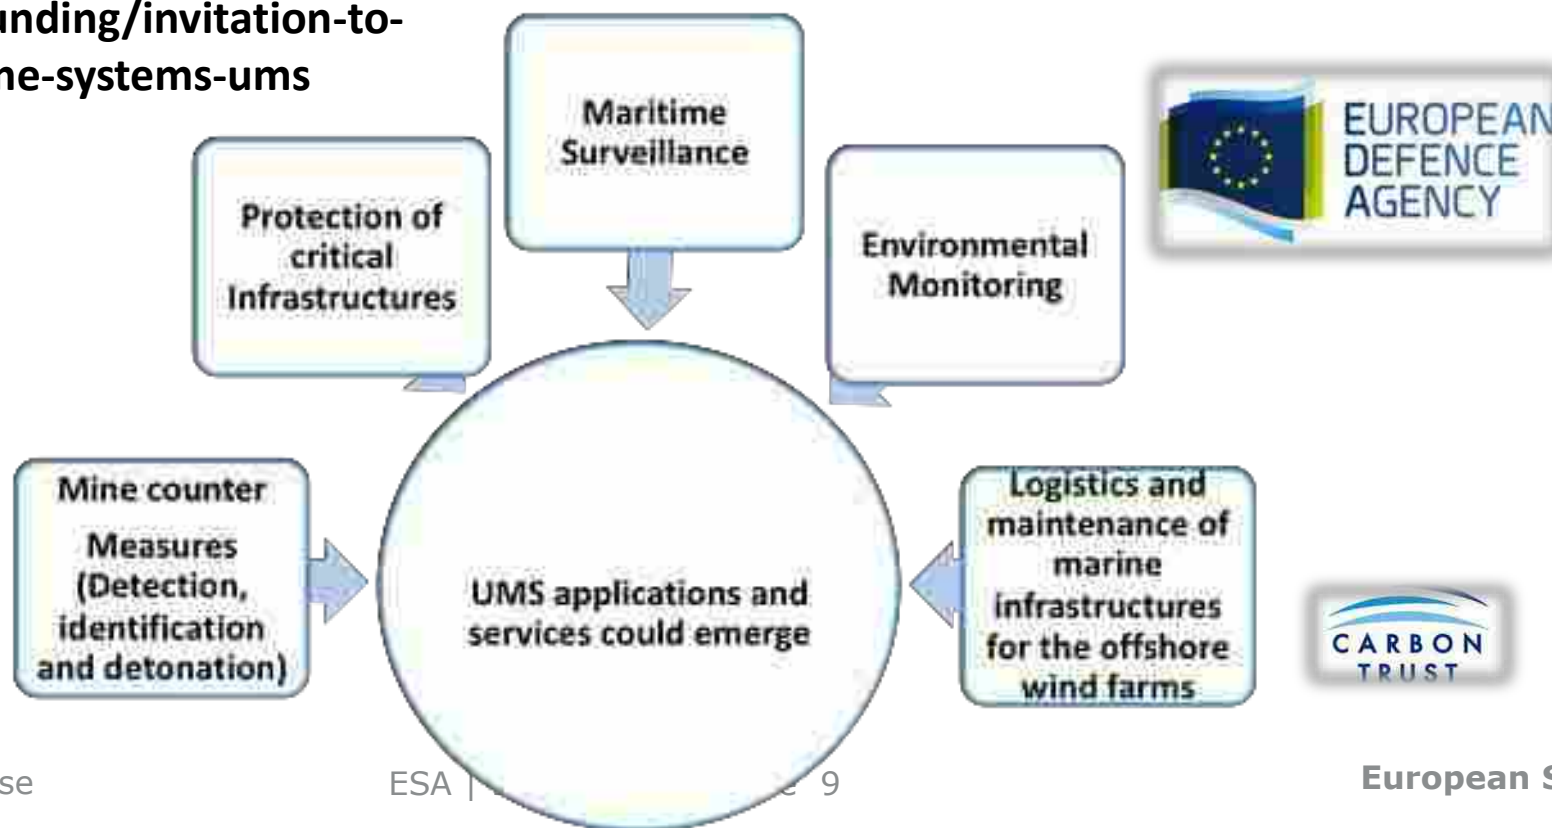 unding/invitation-to-
ne-systems-ums
Maritime
Surveillance
Protection of
critical
Infrastructures
Environmental
Monitoring
EUROPEAN
DEFENCE
AGENCY
Mine counter
Measures
(Detection,
identification
and detonation)
UMS applications and
services could emerge
Logistics and
maintenance of
marine
infrastructures
for the offshore
wind farms
CARBON
TRUST
se
ESA | 9
European S